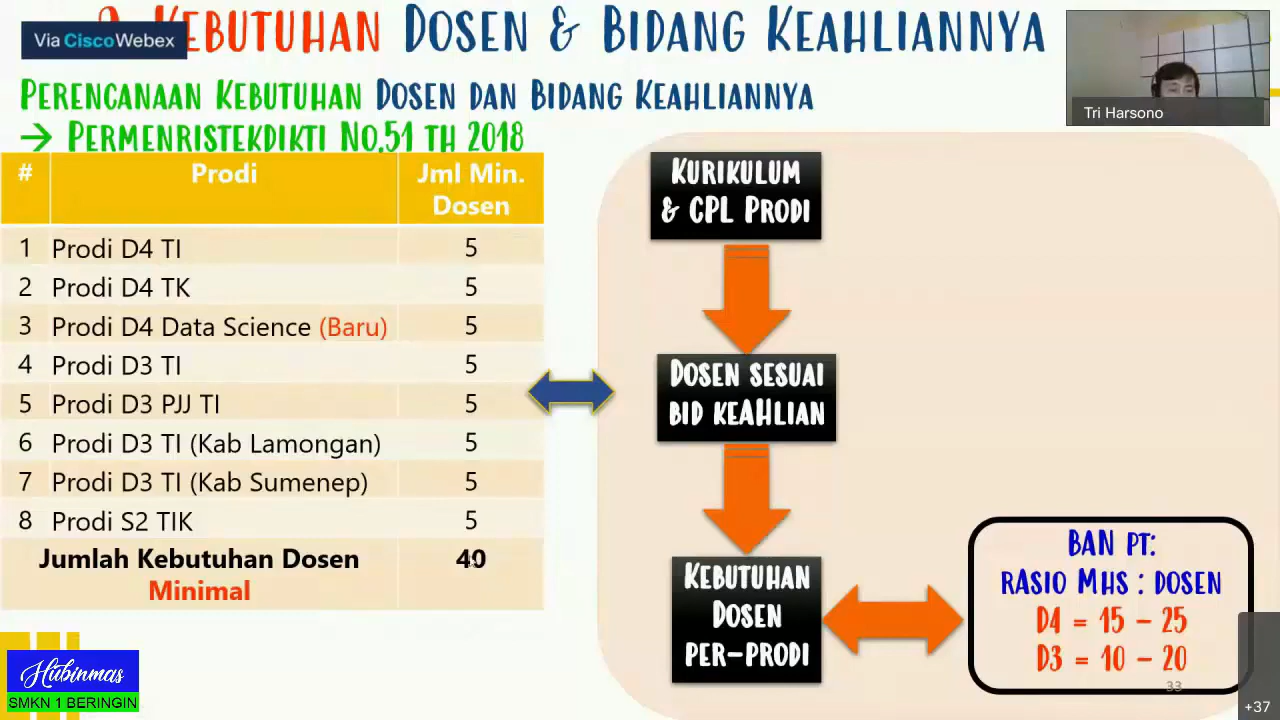 Via Cisco Webex
KEBUTUHAN DOSEN & BIDANG KEAHLIANNYA
PERENCANAAN KEBUTUHAN DOSEN DAN BIDANG KEAHLIANNYA
→ PERMENRISTEKDIKTI NO.51 TH 2018
Tri Harsono
# Prodi Jml Min. Dosen
1 Prodi D4 TI 5
2 Prodi D4 TK 5
3 Prodi D4 Data Science (Baru) 5
4 Prodi D3 TI 5
5 Prodi D3 PJJ TI 5
6 Prodi D3 TI (Kab Lamongan) 5
7 Prodi D3 TI (Kab Sumenep) 5
8 Prodi S2 TIK 5
Jumlah Kebutuhan Dosen 40
Minimal
KURIKULUM
& CPL PRODI
DOSEN SESUAI
BID KEAHLIAN
KEBUTUHAN
DOSEN
PER-PRODI
BAN PT:
RASIO MHS : DOSEN
D4 = 15 - 25
D3 = 10 - 20
33
+37
Hubinmas
SMKN 1 BERINGIN